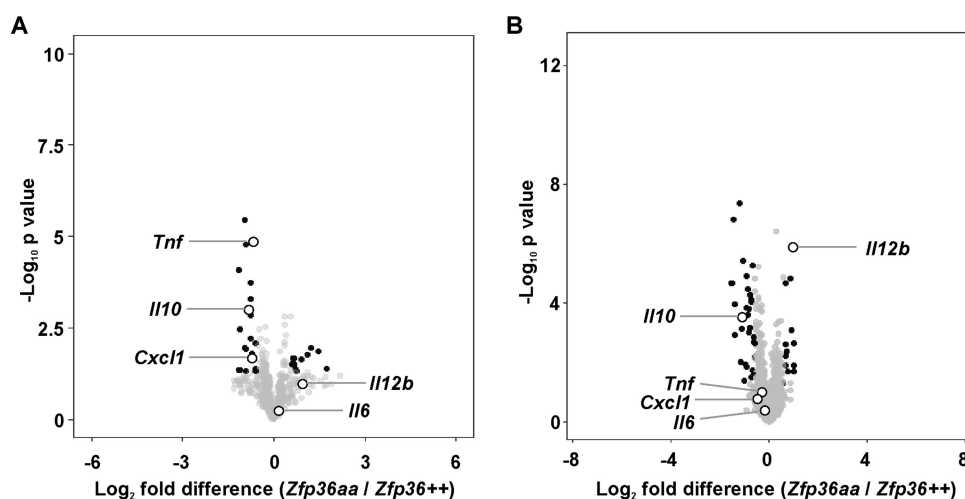 A
10
7.5
5
2.5
0
-Log10 p value
Tnf
Il10
Cxcl1
Il12b
Il6
-6
-3
0
3
6
Log2 fold difference (Zfp36aa / Zfp36++)
B
12
8
4
0
-Log10 p value
Il12b
Il10
Tnf
Cxcl1
Il6
-8
-4
0
4
8
Log2 fold difference (Zfp36aa / Zfp36++)